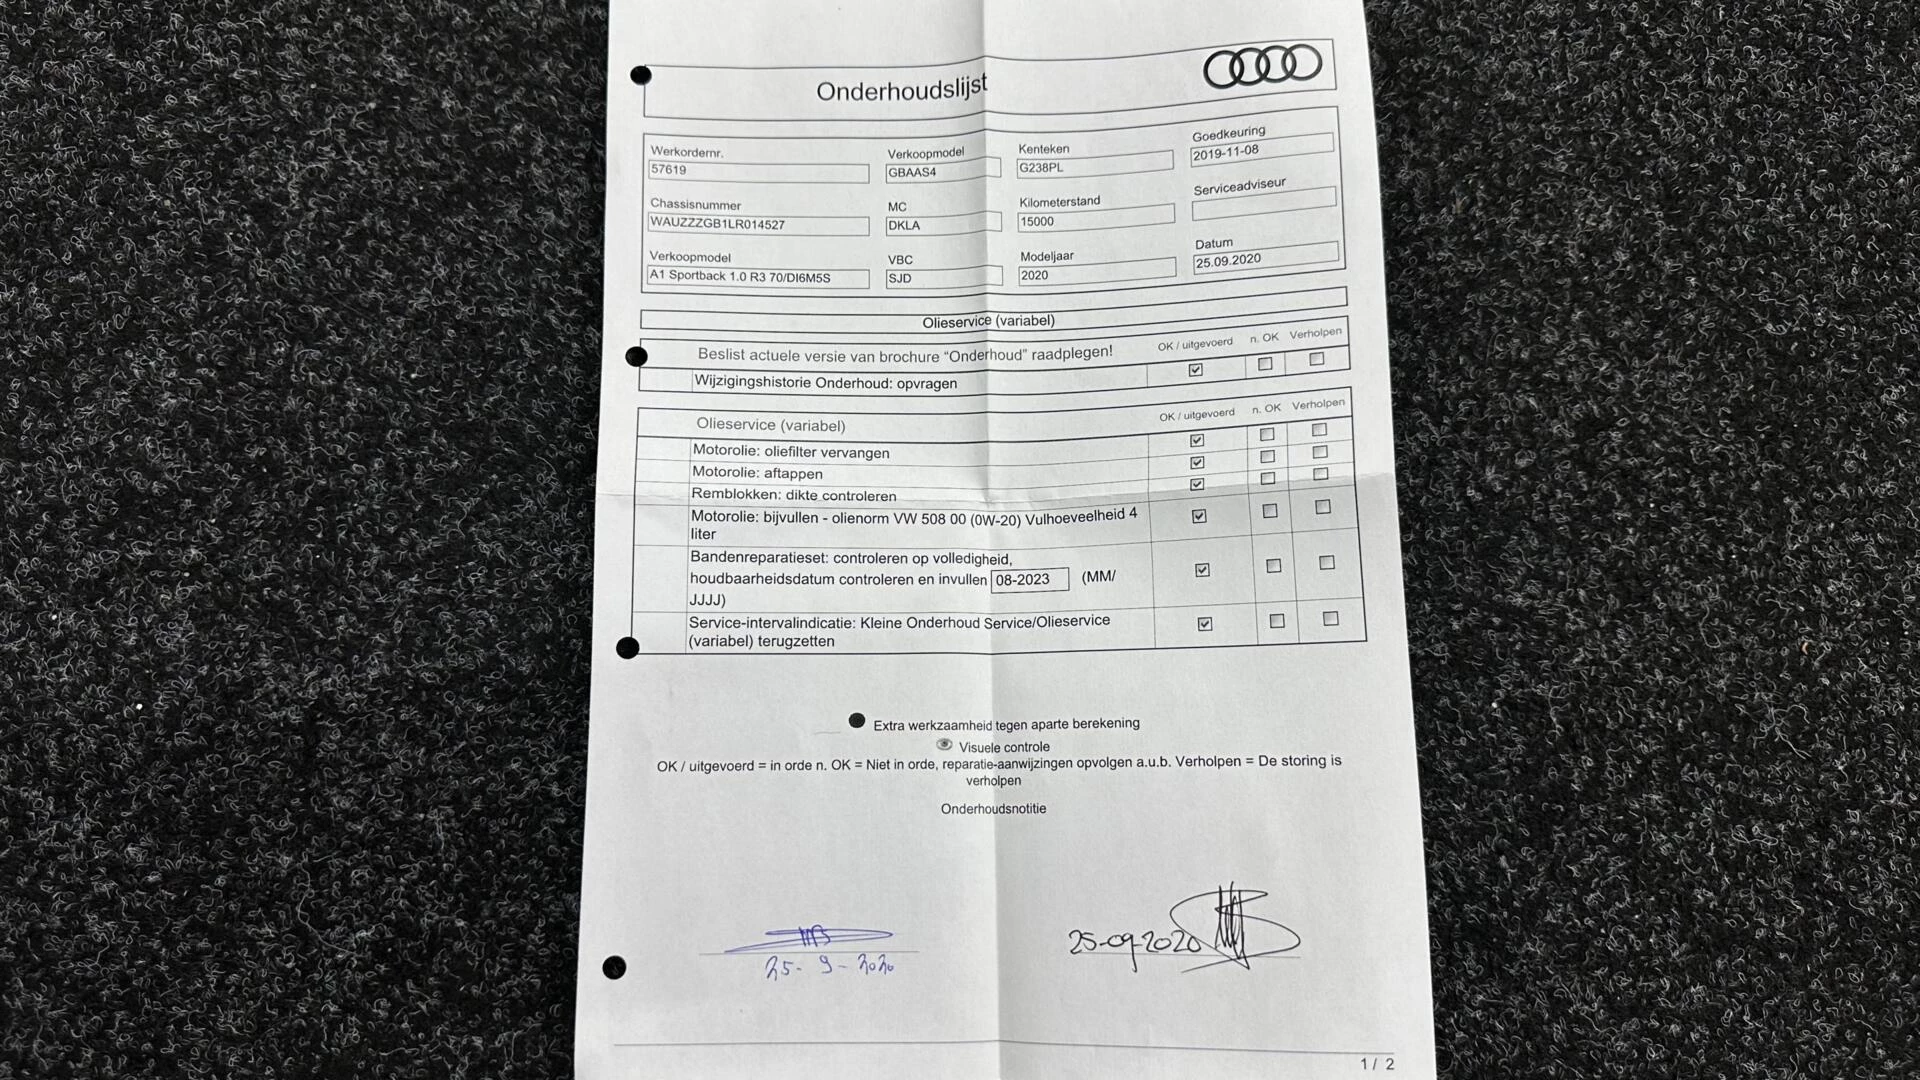 Onderhoudslijst
Werkordernr. Verkoopmodel Kenteken Goedkeuring
57619 GBAAS4 G238PL 2019-11-08
Chassisnummer MC Kilometerstand Serviceadviseur
WAUZZZGB1LR014527 DKLA 15000
Verkoopmodel VBC Modeljaar Datum
A1 Sportback 1.0 R3 70/DI6M5S SJD 2020 25.09.2020
Olieservice (variabel)
Beslist actuele versie van brochure “Onderhoud” raadplegen! OK / uitgevoerd n. OK Verholpen
Wijzigingshistorie Onderhoud: opvragen
Olieservice (variabel) OK / uitgevoerd n. OK Verholpen
Motorolie: oliefilter vervangen
Motorolie: aftappen
Remblokken: dikte controleren
Motorolie: bijvullen - olienorm VW 508 00 (0W-20) Vulhoeveelheid 4
liter
Bandenreparatieset: controleren op volledigheid,
houdbaarheidsdatum controleren en invullen 08-2023 (MM/
JJJJ)
Service-intervalindicatie: Kleine Onderhoud Service/Olieservice
(variabel) terugzetten
Extra werkzaamheid tegen aparte berekening
Visuele controle
OK / uitgevoerd = in orde n. OK = Niet in orde, reparatie-aanwijzingen opvolgen a.u.b. Verholpen = De storing is
verholpen
Onderhoudsnotitie
25-09-2020
25-9-2020
1 / 2